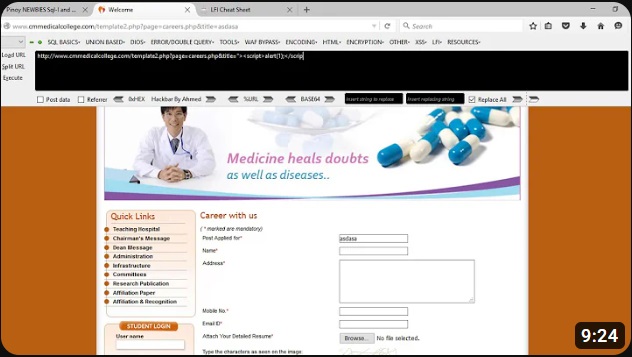 Pinoy NEWBIES Sql-I and ...
Welcome
LFI Cheat Sheet
www.cmmedicalcollege.com/template2.php?page=careers.php&title=asdasa
Search
SQL BASICS- UNION BASED- DIOS- ERROR/DOUBLE QUERY- TOOLS- WAF BYPASS- ENCODING- HTML- ENCRYPTION- OTHER- XSS- LFI- RESOURCES-
Load URL
Split URL
Execute
http://www.cmmedicalcollege.com/template2.php?page=careers.php&title="><script>alert(1);</scrip
Post data
Referrer
0xHEX
Hackbar By Ahmed
%URL
BASE64
Insert string to replace
Insert replacing string
Replace All
Medicine heals doubts
as well as diseases..
Quick Links
Teaching Hospital
Chairman's Message
Dean Message
Administration
Infrastructure
Committees
Research Publication
Affiliation Paper
Affiliation & Recognition
STUDENT LOGIN
User name
Career with us
( * marked are mandatory)
Post Applied for*
asdasa
Name*
Address*
Mobile No.*
Email ID*
Attach Your Detailed Resume*
Browse...
No file selected.
Type the characters as seen on the image.
9:24